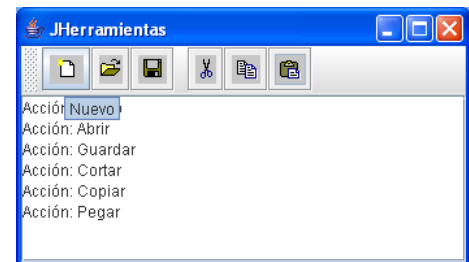 JHerramientas
Acción
Nuevo
Acción: Abrir
Acción: Guardar
Acción: Cortar
Acción: Copiar
Acción: Pegar